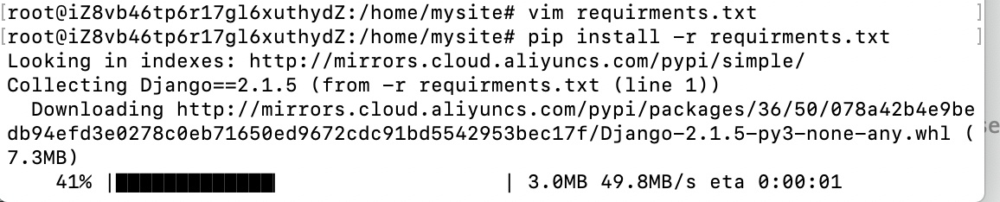 [root@iZ8vb46tp6r17gl6xuthydZ:/home/mysite# vim requirments.txt ]
[root@iZ8vb46tp6r17gl6xuthydZ:/home/mysite# pip install -r requirments.txt ]
Looking in indexes: http://mirrors.cloud.aliyuncs.com/pypi/simple/
Collecting Django==2.1.5 (from -r requirments.txt (line 1))
  Downloading http://mirrors.cloud.aliyuncs.com/pypi/packages/36/50/078a42b4e9be
db94efd3e0278c0eb71650ed9672cdc91bd5542953bec17f/Django-2.1.5-py3-none-any.whl (
7.3MB)
    41% |█████████████                   | 3.0MB 49.8MB/s eta 0:00:01